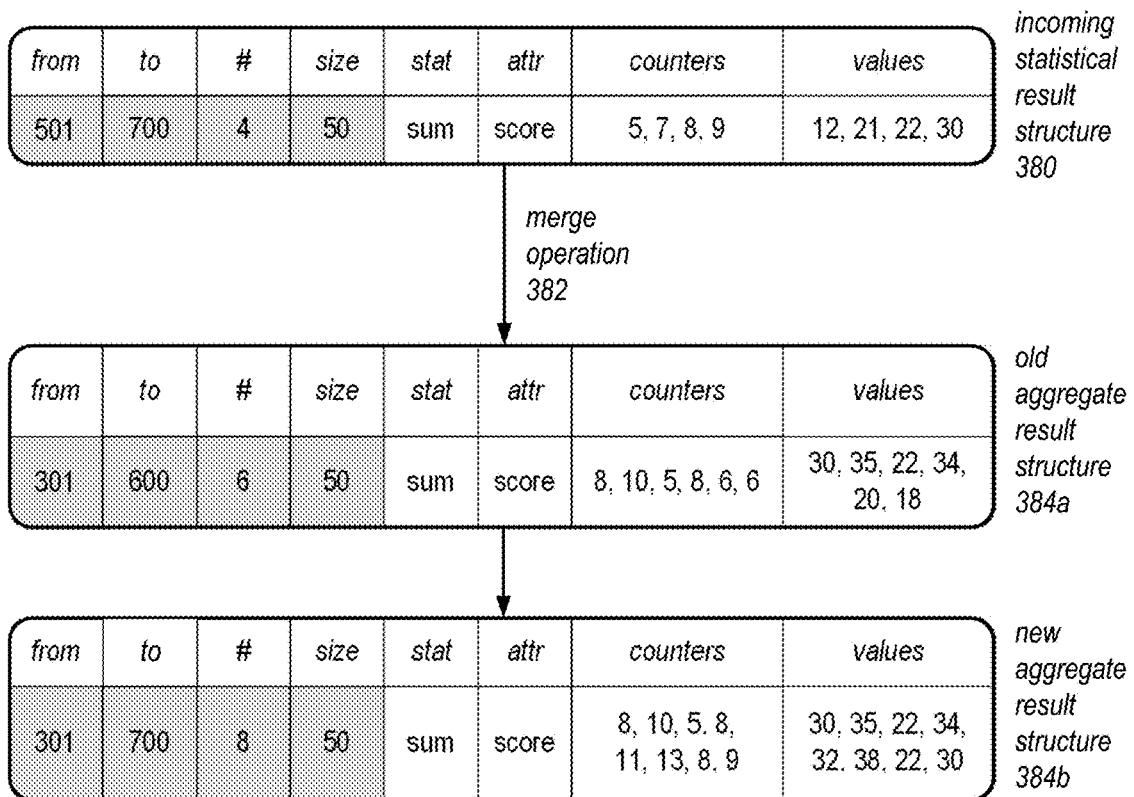 incoming
statistical
result
structure
380
from to # size stat attr counters values
501 700 4 50 sum score 5, 7, 8, 9 12, 21, 22, 30
merge
operation
382
old
aggregate
result
structure
384a
from to # size stat attr counters values
301 600 6 50 sum score 8, 10, 5, 8, 6, 6 30, 35, 22, 34,
20, 18
new
aggregate
result
structure
384b
from to # size stat attr counters values
301 700 8 50 sum score 8, 10, 5. 8, 30, 35, 22, 34,
11, 13, 8, 9 32. 38, 22, 30